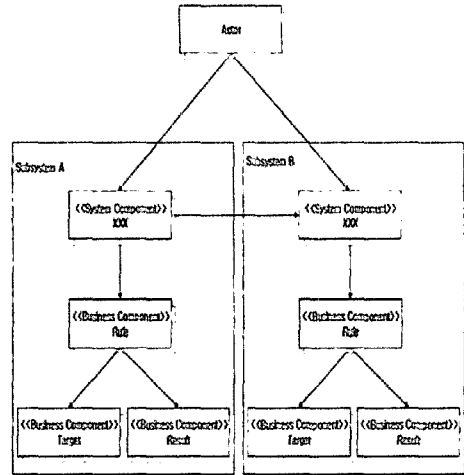 Actor
Subsystem A
Subsystem B
<<System Component>>
XXX
<<System Component>>
XXX
<<Business Component>>
Rule
<<Business Component>>
Rule
<<Business Component>>
Target
<<Business Component>>
Result
<<Business Component>>
Target
<<Business Component>>
Result